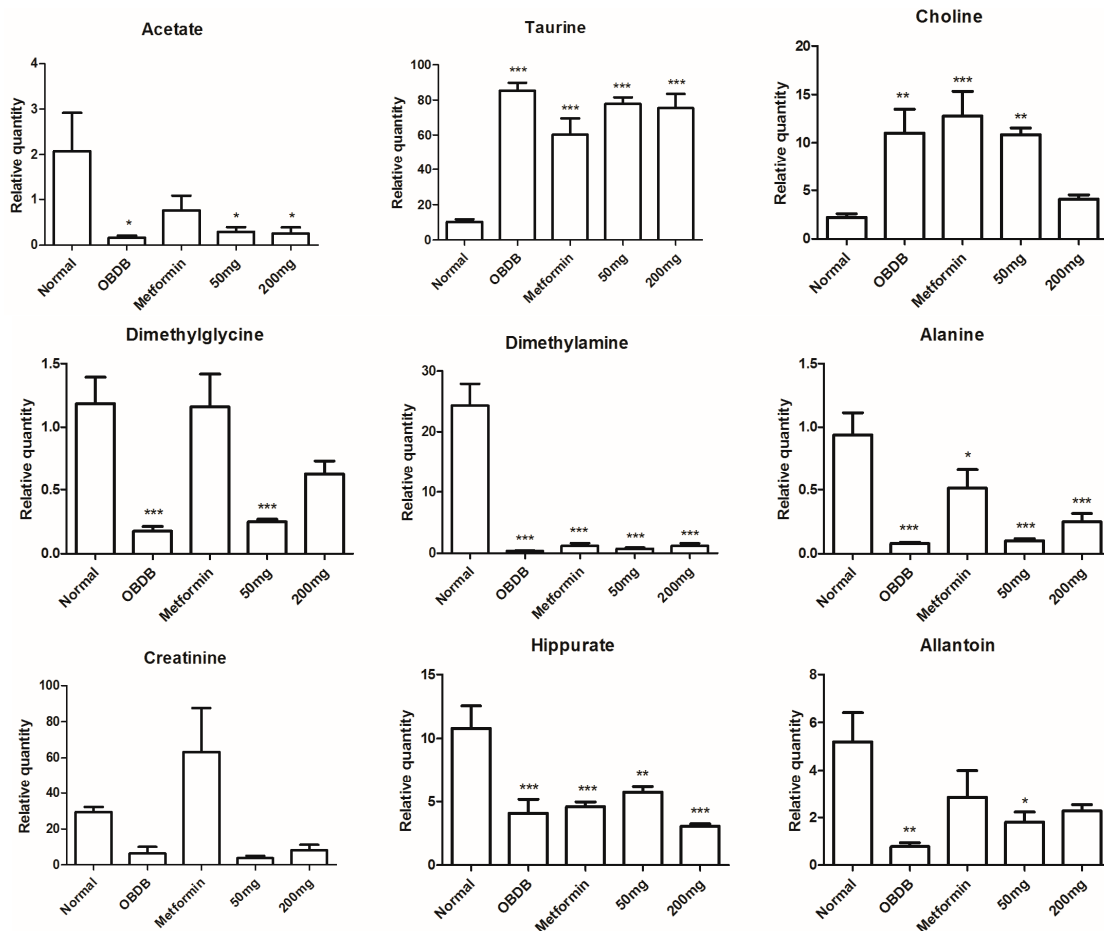 Acetate
Relative quantity
4
3
2
1
0
*
*
*
Normal
OBDB
Metformin
50mg
200mg
Taurine
Relative quantity
100
80
60
40
20
0
***
***
***
***
Normal
OBDB
Metformin
50mg
200mg
Choline
Relative quantity
20
15
10
5
0
**
***
**
Normal
OBDB
Metformin
50mg
200mg
Dimethylglycine
Relative quantity
1.5
1.0
0.5
0.0
***
***
Normal
OBDB
Metformin
50mg
200mg
Dimethylamine
Relative quantity
30
20
10
0
***
***
***
***
Normal
OBDB
Metformin
50mg
200mg
Alanine
Relative quantity
1.5
1.0
0.5
0.0
***
*
***
***
Normal
OBDB
Metformin
50mg
200mg
Creatinine
Relative quantity
100
80
60
40
20
0
Normal
OBDB
Metformin
50mg
200mg
Hippurate
Relative quantity
15
10
5
0
***
***
**
***
Normal
OBDB
Metformin
50mg
200mg
Allantoin
Relative quantity
8
6
4
2
0
**
*
Normal
OBDB
Metformin
50mg
200mg